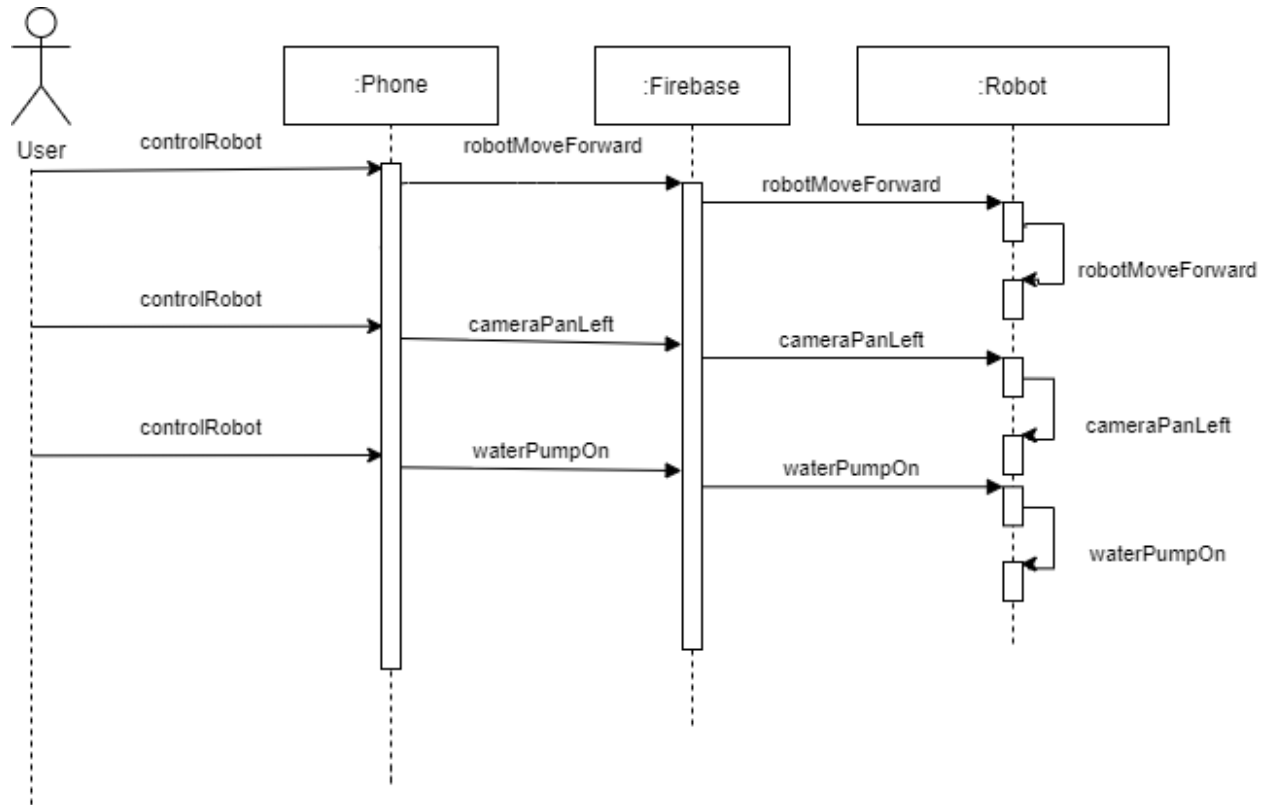 :Phone
:Firebase
:Robot
User
controlRobot
robotMoveForward
robotMoveForward
robotMoveForward
controlRobot
cameraPanLeft
cameraPanLeft
cameraPanLeft
controlRobot
waterPumpOn
waterPumpOn
waterPumpOn